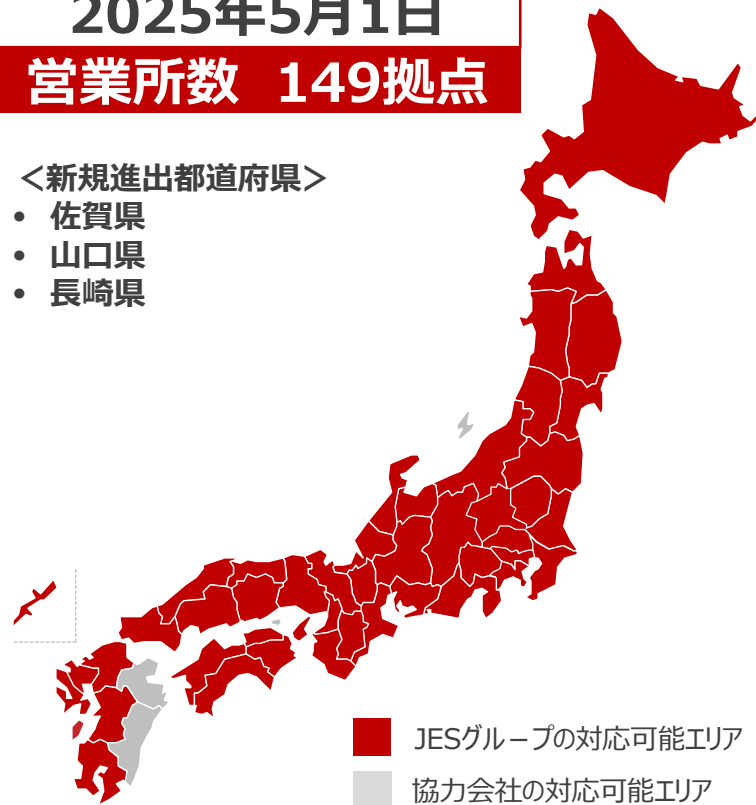 2025年5月1日
営業所数 149拠点
＜新規進出都道府県＞
• 佐賀県
• 山口県
• 長崎県
JESグループの対応可能エリア
協力会社の対応可能エリア